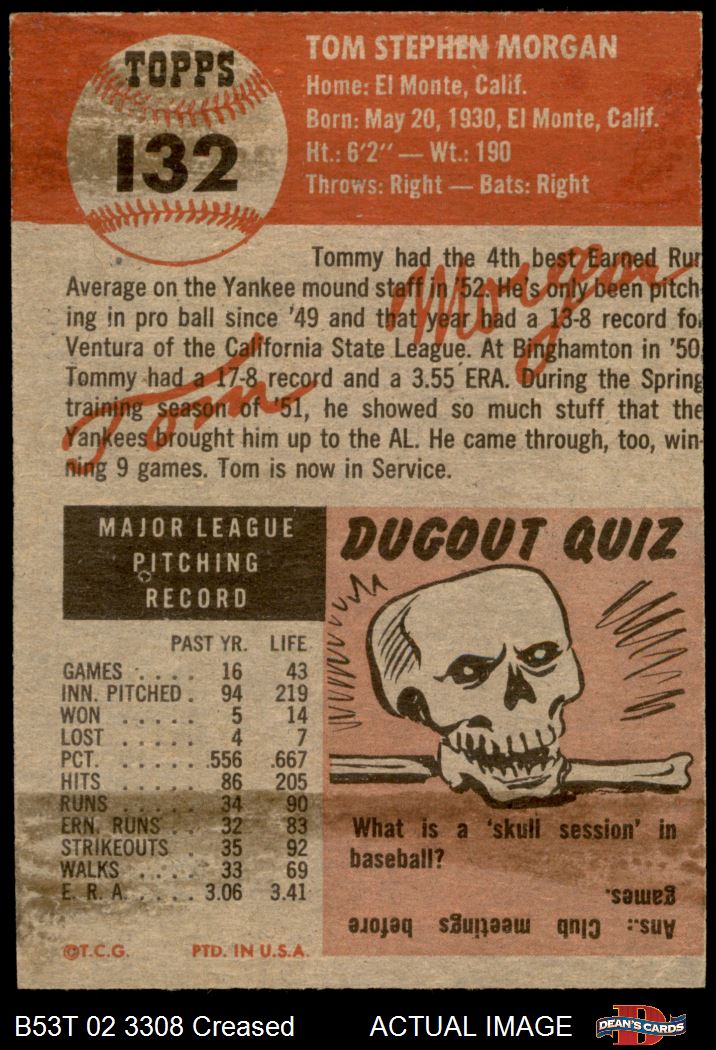 TOPPS
132
TOM STEPHEN MORGAN
Home: El Monte, Calif.
Born: May 20, 1930, El Monte, Calif.
Ht.: 6'2" — Wt.: 190
Throws: Right — Bats: Right
Tommy had the 4th best Earned Run
Average on the Yankee mound staff in '52. He's only been pitch
ing in pro ball since '49 and that year had a 13-8 record fo
Ventura of the California State League. At Binghamton in '50,
Tommy had a 17-8 record and a 3.55 ERA. During the Spring
training season of '51, he showed so much stuff that the
Yankees brought him up to the AL. He came through, too, win-
ning 9 games. Tom is now in Service.
Tom Morgan
MAJOR LEAGUE
PITCHING
RECORD
PAST YR. LIFE
GAMES . . . . 16 43
INN. PITCHED . 94 219
WON . . . . . 5 14
LOST . . . . . 4 7
PCT. . . . . . .556 .667
HITS . . . . . 86 205
RUNS . . . . . 34 90
ERN. RUNS . . 32 83
STRIKEOUTS . . 35 92
WALKS . . . . 33 69
E. R. A. . . . . 3.06 3.41
©T.C.G. PTD. IN U.S.A.
DUGOUT QUIZ
What is a 'skull session' in
baseball?
Ans.: Club meetings before
games.
B53T 02 3308 Creased ACTUAL IMAGE
D
DEAN'S CARDS